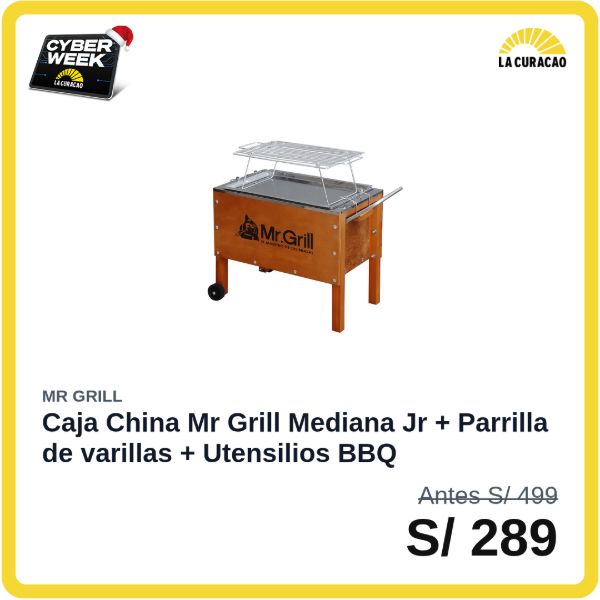 CYBER
WEEK
LA CURACAO
LA CURACAO
Mr.Grill
MR GRILL
Caja China Mr Grill Mediana Jr + Parrilla
de varillas + Utensilios BBQ
Antes S/ 499
S/ 289